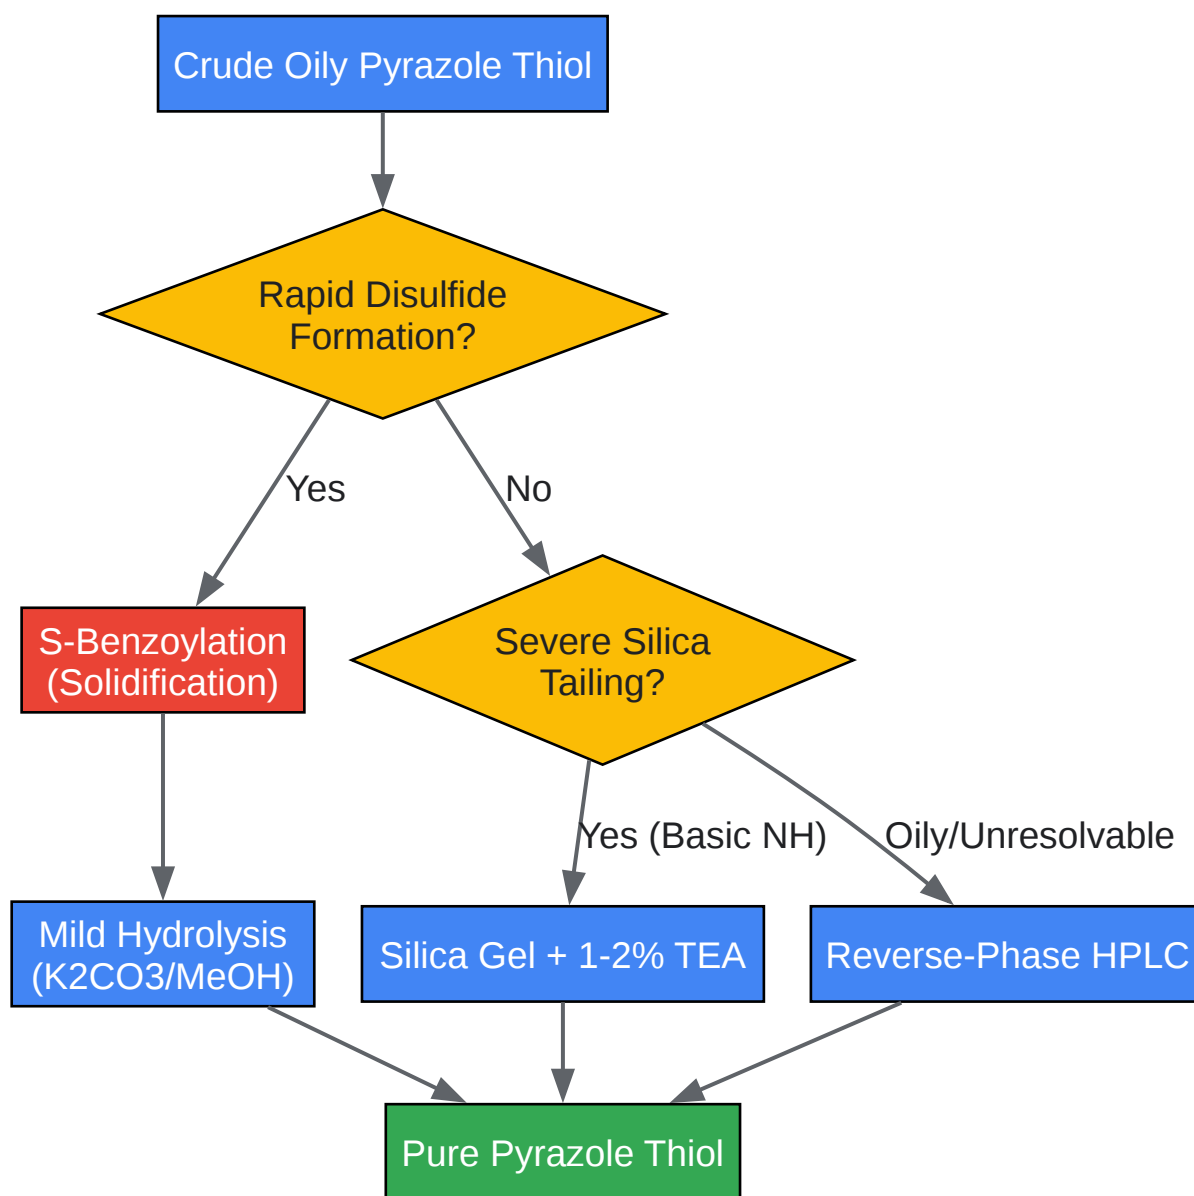 Crude Oily Pyrazole Thiol
Rapid Disulfide
Formation?
Yes
No
S-Benzoylation
(Solidification)
Severe Silica
Tailing?
Yes (Basic NH)
Oily/Unresolvable
Mild Hydrolysis
(K2CO3/MeOH)
Silica Gel + 1-2% TEA
Reverse-Phase HPLC
Pure Pyrazole Thiol